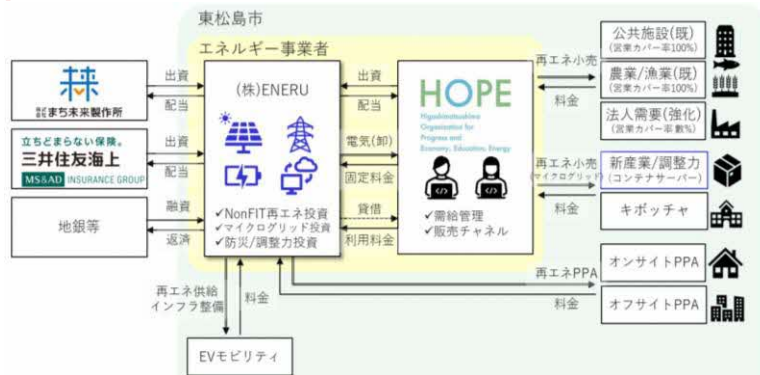 東松島市
エネルギー事業者
まち未来製作所
立ちどまらない保険。
三井住友海上
MS&AD INSURANCE GROUP
地銀等
出資
配当
出資
配当
融資
返済
(株)ENERU
✓NonFIT再エネ投資
✓マイクログリッド投資
✓防災/調整力投資
出資
配当
電気(卸)
固定料金
貸借
利用料金
HOPE
Higashimatsushima
Organization for
Progress and
Economy, Education, Energy
✓需給管理
✓販売チャネル
再エネ小売
料金
再エネ小売
(マイクログリッド)
料金
再エネPPA
料金
公共施設(既)
(営業カバー率100%)
農業/漁業(既)
(営業カバー率100%)
法人需要(強化)
(営業カバー率数%)
新産業/調整力
(コンテナサーバー)
キボッチャ
オンサイトPPA
オフサイトPPA
再エネ供給
インフラ整備
料金
EVモビリティ